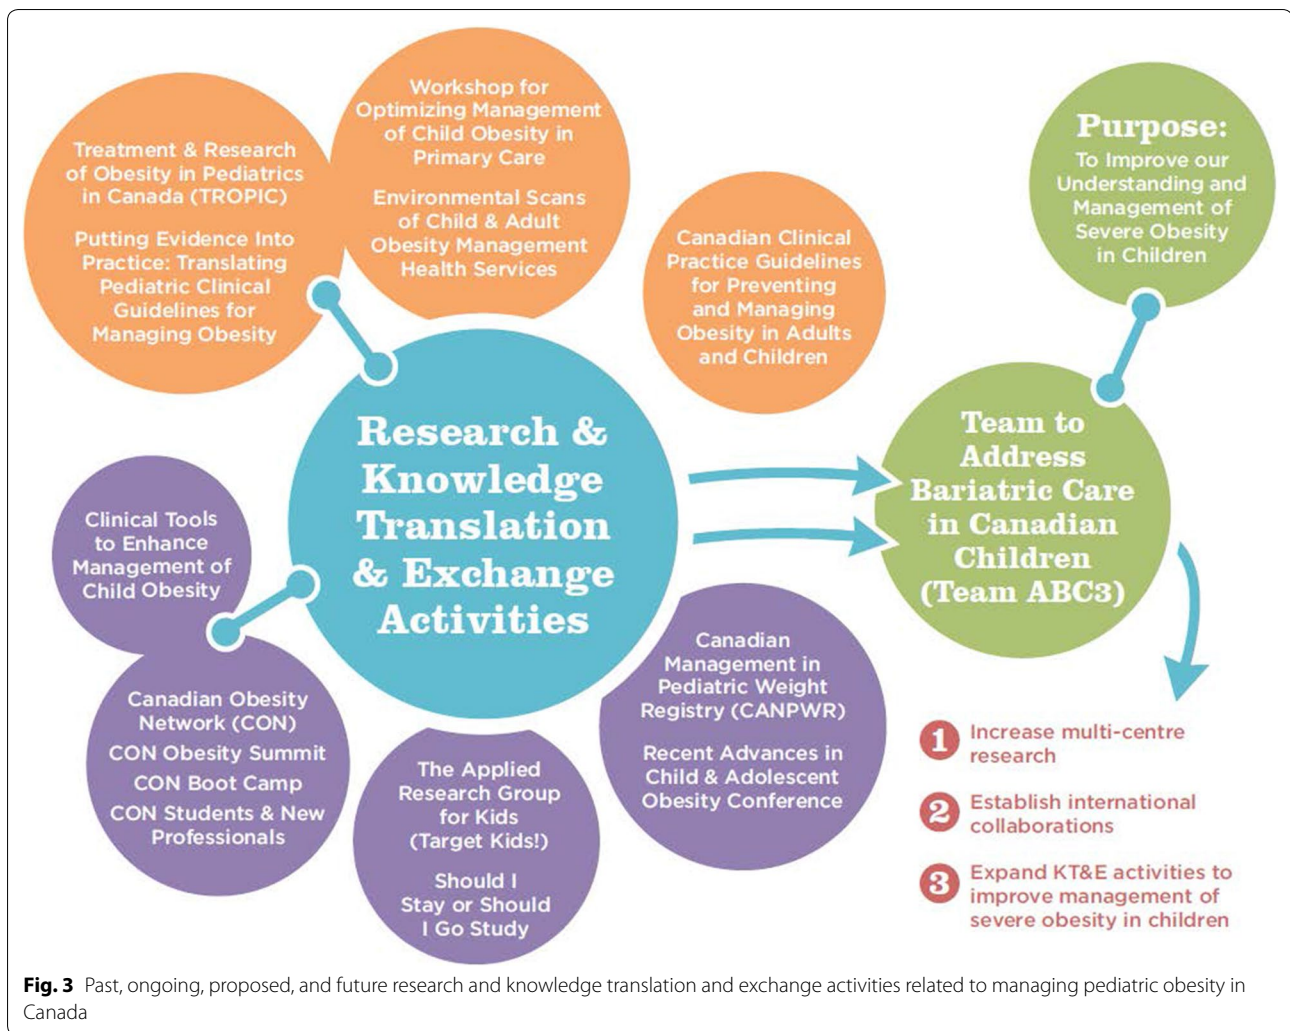 Treatment & Research
of Obesity in Pediatrics
in Canada (TROPIC)
Putting Evidence Into
Practice: Translating
Pediatric Clinical
Guidelines for
Managing Obesity
Workshop for
Optimizing Management
of Child Obesity in
Primary Care
Environmental Scans
of Child & Adult
Obesity Management
Health Services
Canadian Clinical
Practice Guidelines
for Preventing
and Managing
Obesity in Adults
and Children
Purpose:
To Improve our
Understanding and
Management of
Severe Obesity
in Children
Research &
Knowledge
Translation
& Exchange
Activities
Team to
Address
Bariatric Care
in Canadian
Children
(Team ABC3)
Clinical Tools
to Enhance
Management of
Child Obesity
Canadian Obesity
Network (CON)
CON Obesity Summit
CON Boot Camp
CON Students & New
Professionals
The Applied
Research Group
for Kids
(Target Kids!)
Should I
Stay or Should
I Go Study
Canadian
Management in
Pediatric Weight
Registry (CANPWR)
Recent Advances in
Child & Adolescent
Obesity Conference
1 Increase multi-centre
research
2 Establish international
collaborations
3 Expand KT&E activities to
improve management of
severe obesity in children
Fig. 3 Past, ongoing, proposed, and future research and knowledge translation and exchange activities related to managing pediatric obesity in
Canada